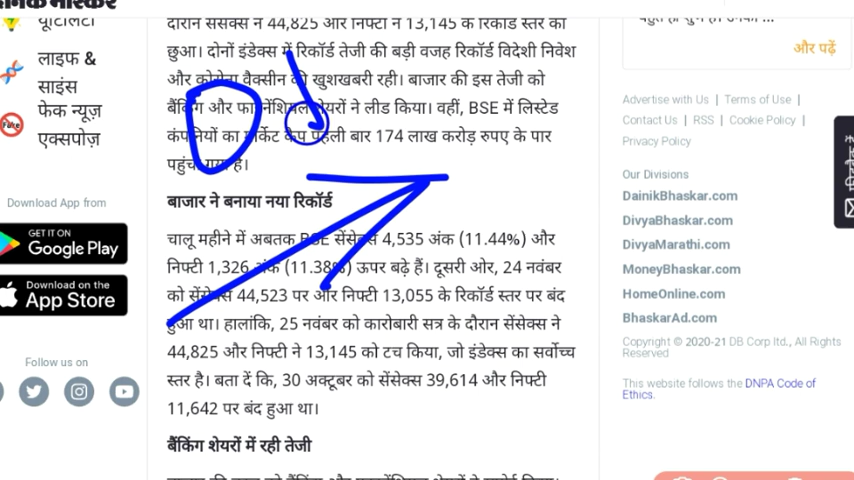 यूटिलिटी
लाइफ &
साइंस
फेक न्यूज़
एक्सपोज़
Download App from
GET IT ON
Google Play
Download on the
App Store
Follow us on
दौरान सेंसेक्स ने 44,825 और निफ्टी ने 13,145 के रिकॉर्ड स्तर को
छुआ। दोनों इंडेक्स में रिकॉर्ड तेजी की बड़ी वजह रिकॉर्ड विदेशी निवेश
और कोरोना वैक्सीन की खुशखबरी रही। बाजार की इस तेजी को
बैंकिंग और फाइनेंशियल शेयरों ने लीड किया। वहीं, BSE में लिस्टेड
कंपनियों का मार्केट कैप पहली बार 174 लाख करोड़ रुपए के पार
पहुंच गया है।
बाजार ने बनाया नया रिकॉर्ड
चालू महीने में अबतक BSE सेंसेक्स 4,535 अंक (11.44%) और
निफ्टी 1,326 अंक (11.38%) ऊपर बढ़े हैं। दूसरी ओर, 24 नवंबर
को सेंसेक्स 44,523 पर और निफ्टी 13,055 के रिकॉर्ड स्तर पर बंद
हुआ था। हालांकि, 25 नवंबर को कारोबारी सत्र के दौरान सेंसेक्स ने
44,825 और निफ्टी ने 13,145 को टच किया, जो इंडेक्स का सर्वोच्च
स्तर है। बता दें कि, 30 अक्टूबर को सेंसेक्स 39,614 और निफ्टी
11,642 पर बंद हुआ था।
बैंकिंग शेयरों में रही तेजी
और पढ़ें
Advertise with Us | Terms of Use |
Contact Us | RSS | Cookie Policy |
Privacy Policy
Our Divisions
DainikBhaskar.com
DivyaBhaskar.com
DivyaMarathi.com
MoneyBhaskar.com
HomeOnline.com
BhaskarAd.com
Copyright © 2020-21 DB Corp ltd., All Rights
Reserved
This website follows the DNPA Code of
Ethics.